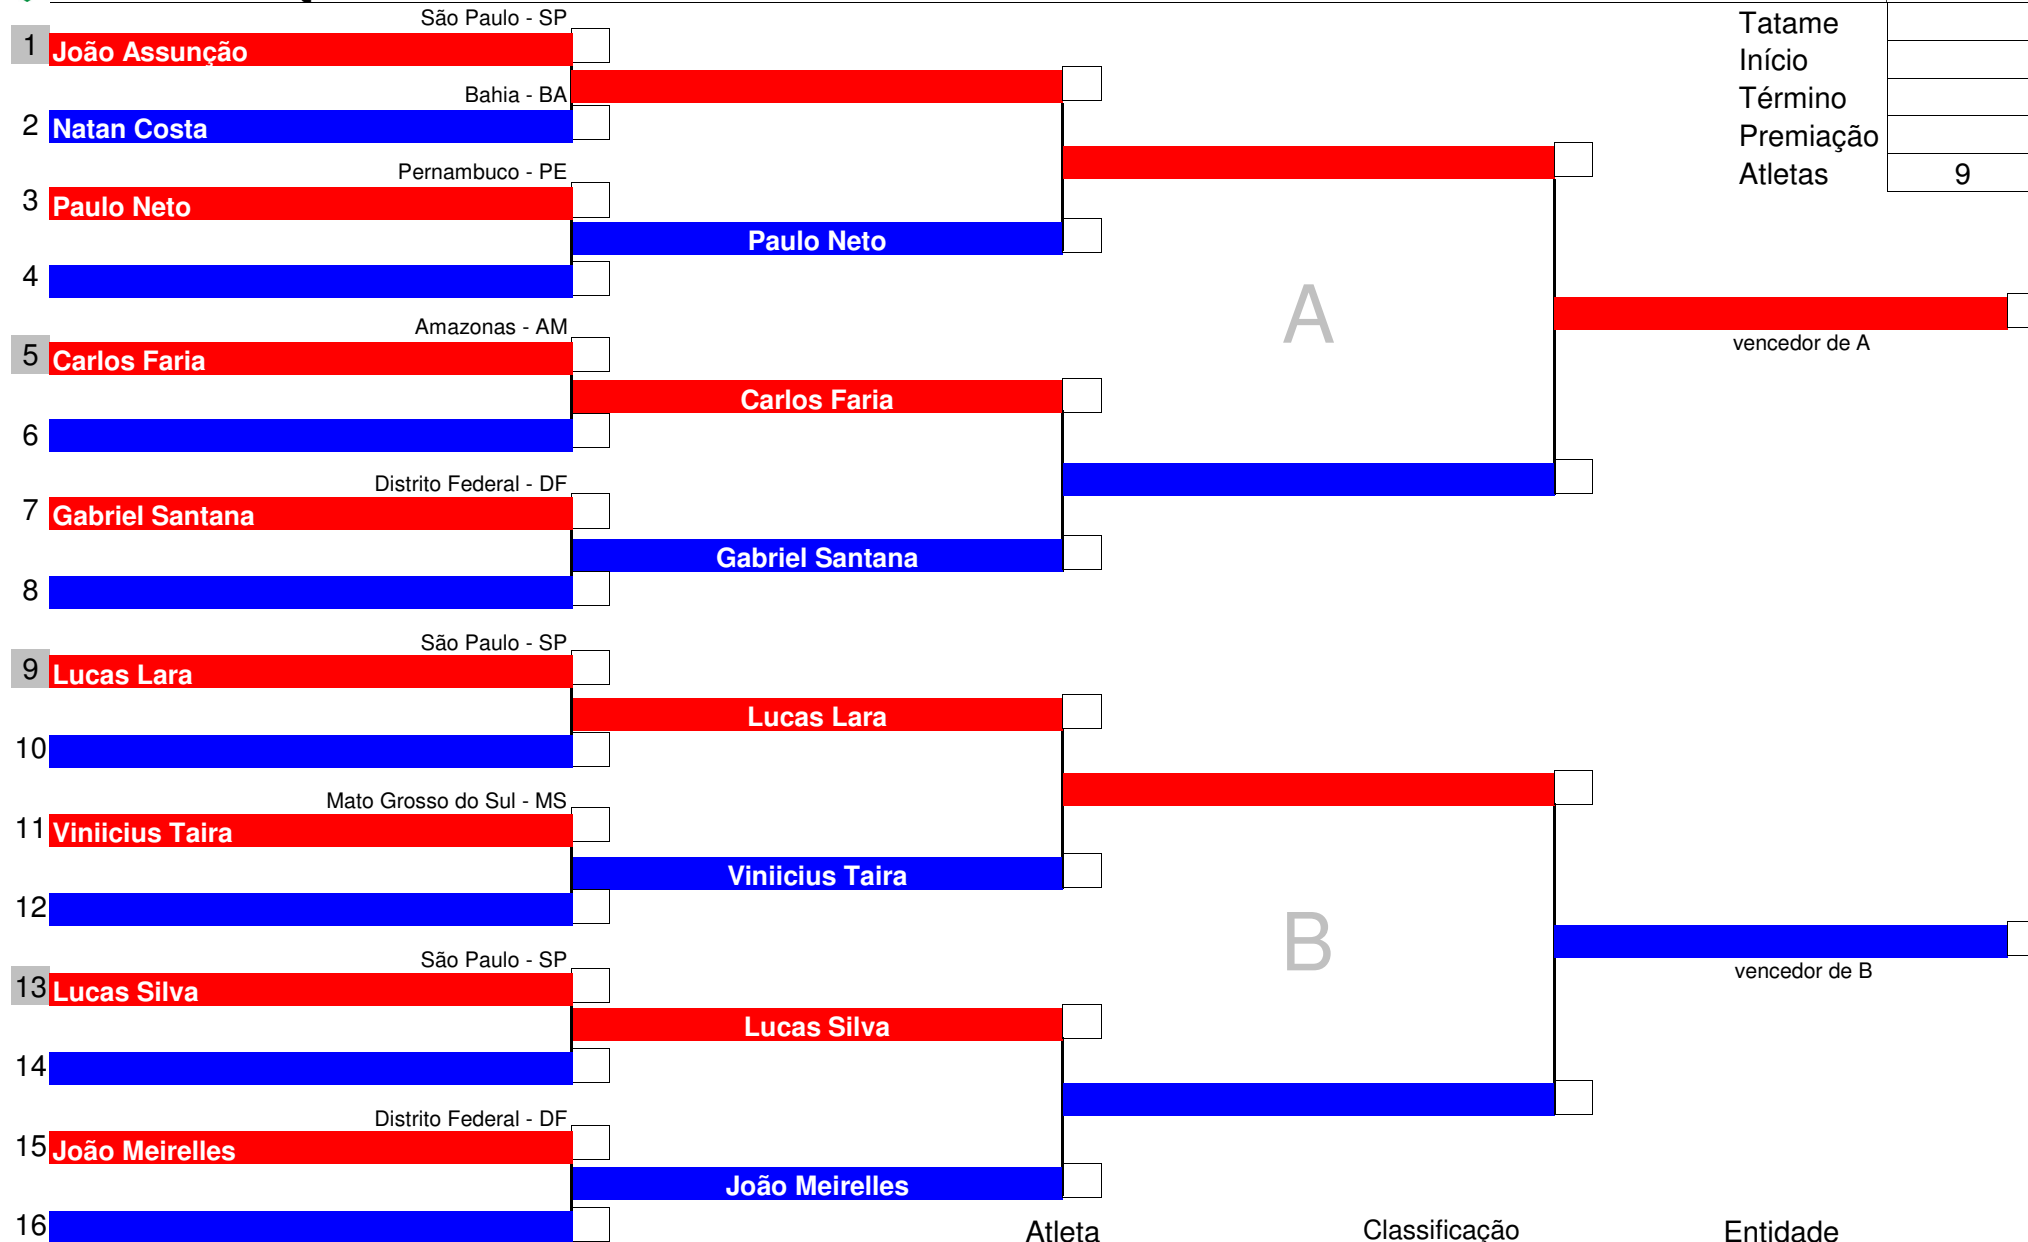 São Paulo - SP
Tatame
1 João Assunção
Início
Bahia - BA
Término
2 Natan Costa
Premiação
Pernambuco - PE
Atletas 9
3 Paulo Neto
Paulo Neto
4
A
Amazonas - AM
vencedor de A
5 Carlos Faria
Carlos Faria
6
Distrito Federal - DF
7 Gabriel Santana
Gabriel Santana
8
São Paulo - SP
9 Lucas Lara
Lucas Lara
10
Mato Grosso do Sul - MS
11 Viniicius Taira
Viniicius Taira
12
B
São Paulo - SP
vencedor de B
13 Lucas Silva
Lucas Silva
14
Distrito Federal - DF
15 João Meirelles
João Meirelles
16
Atleta Classificação Entidade